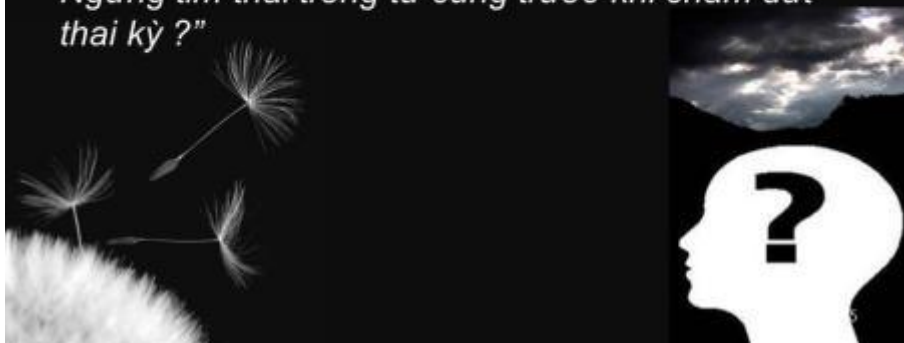 Ngừng tim thai trong tử cung trước khi chấm dứt
thai kỳ ?”
?